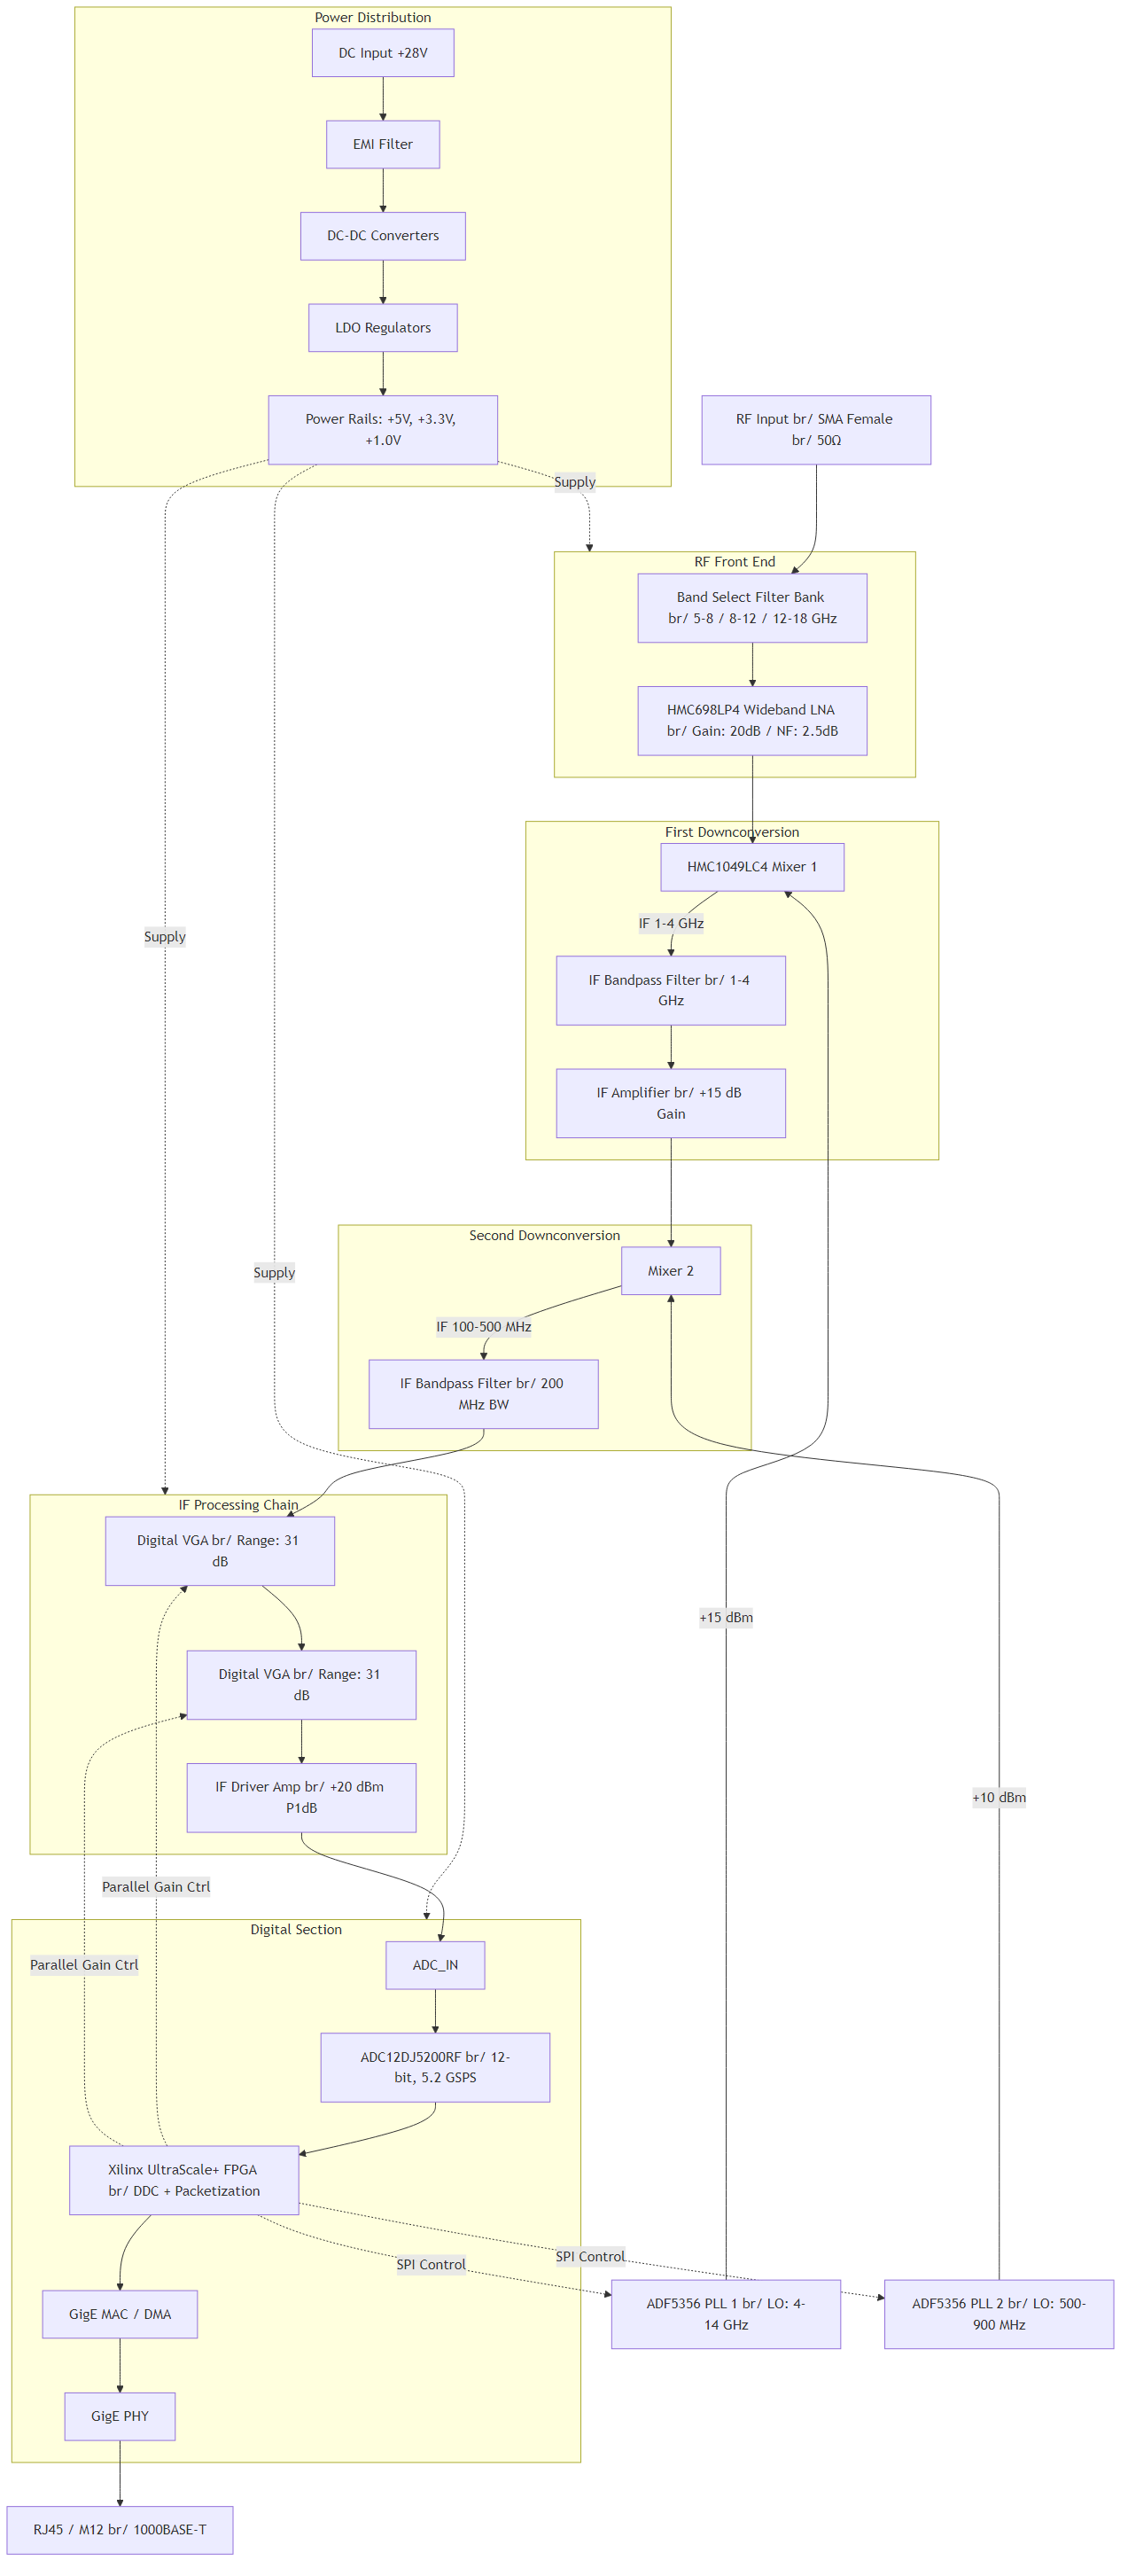 Power Distribution
DC Input +28V
EMI Filter
DC-DC Converters
LDO Regulators
Power Rails: +5V, +3.3V,
+1.0V
RF Input br/ SMA Female
br/ 50Ω
Supply
RF Front End
Band Select Filter Bank
br/ 5-8 / 8-12 / 12-18 GHz
HMC698LP4 Wideband LNA
br/ Gain: 20dB / NF: 2.5dB
First Downconversion
HMC1049LC4 Mixer 1
IF 1-4 GHz
Supply
IF Bandpass Filter br/ 1-4
GHz
IF Amplifier br/ +15 dB
Gain
Second Downconversion
Mixer 2
Supply
IF 100-500 MHz
IF Bandpass Filter br/ 200
MHz BW
IF Processing Chain
Digital VGA br/ Range: 31
dB
+15 dBm
Digital VGA br/ Range: 31
dB
IF Driver Amp br/ +20 dBm
P1dB
+10 dBm
Parallel Gain Ctrl
Digital Section
Parallel Gain Ctrl
ADC_IN
ADC12DJ5200RF br/ 12-
bit, 5.2 GSPS
Xilinx UltraScale+ FPGA
br/ DDC + Packetization
SPI Control
SPI Control
GigE MAC / DMA
ADF5356 PLL 1 br/ LO: 4-
14 GHz
ADF5356 PLL 2 br/ LO: 500-
900 MHz
GigE PHY
RJ45 / M12 br/ 1000BASE-T